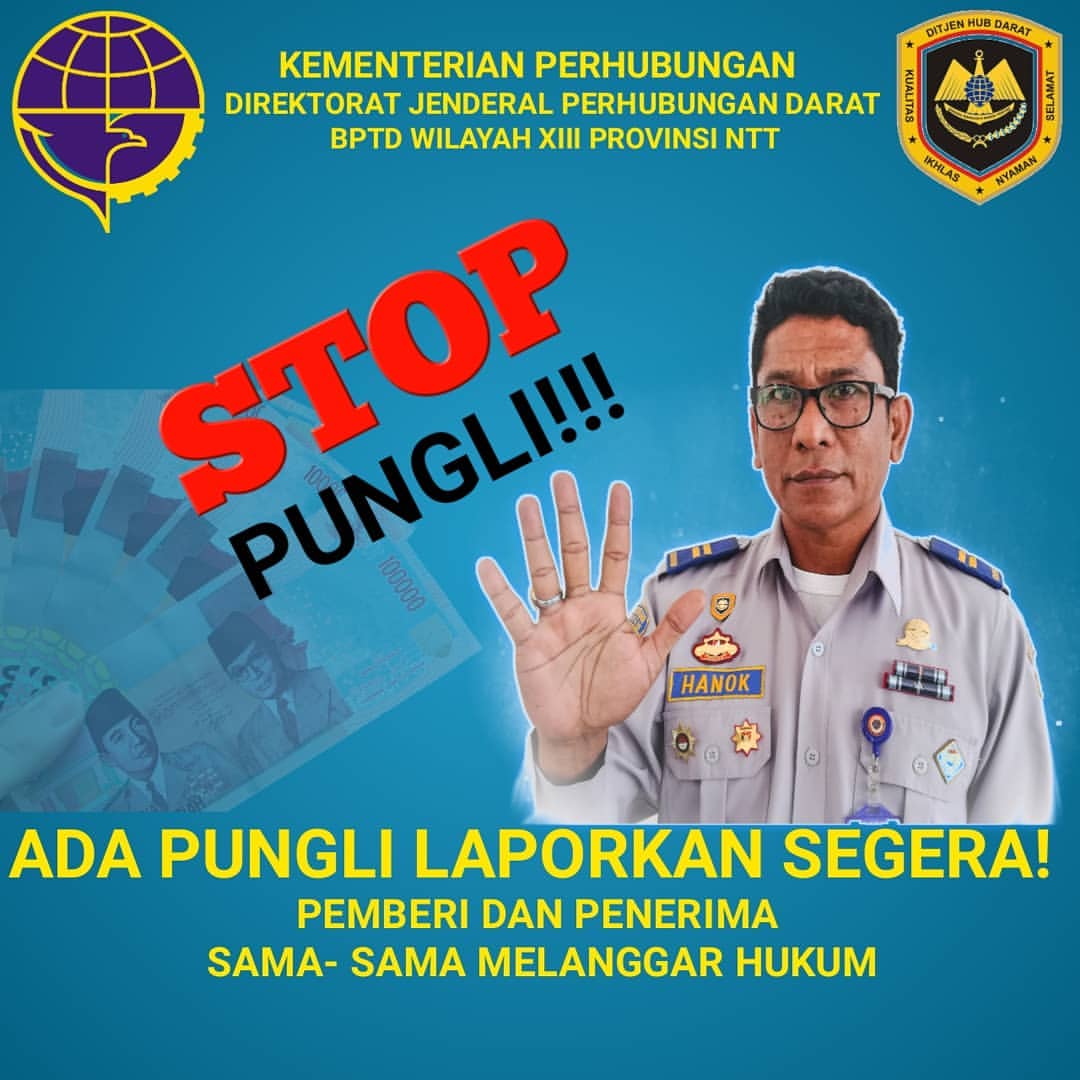 KEMENTERIAN PERHUBUNGAN
DIREKTORAT JENDERAL PERHUBUNGAN DARAT
BPTD WILAYAH XIII PROVINSI NTT
DITJEN HUB DARAT
KUALITAS
SELAMAT
IKHLAS
NYAMAN
STOP
PUNGLI!!!
100000
HANOK
ADA PUNGLI LAPORKAN SEGERA!
PEMBERI DAN PENERIMA
SAMA- SAMA MELANGGAR HUKUM